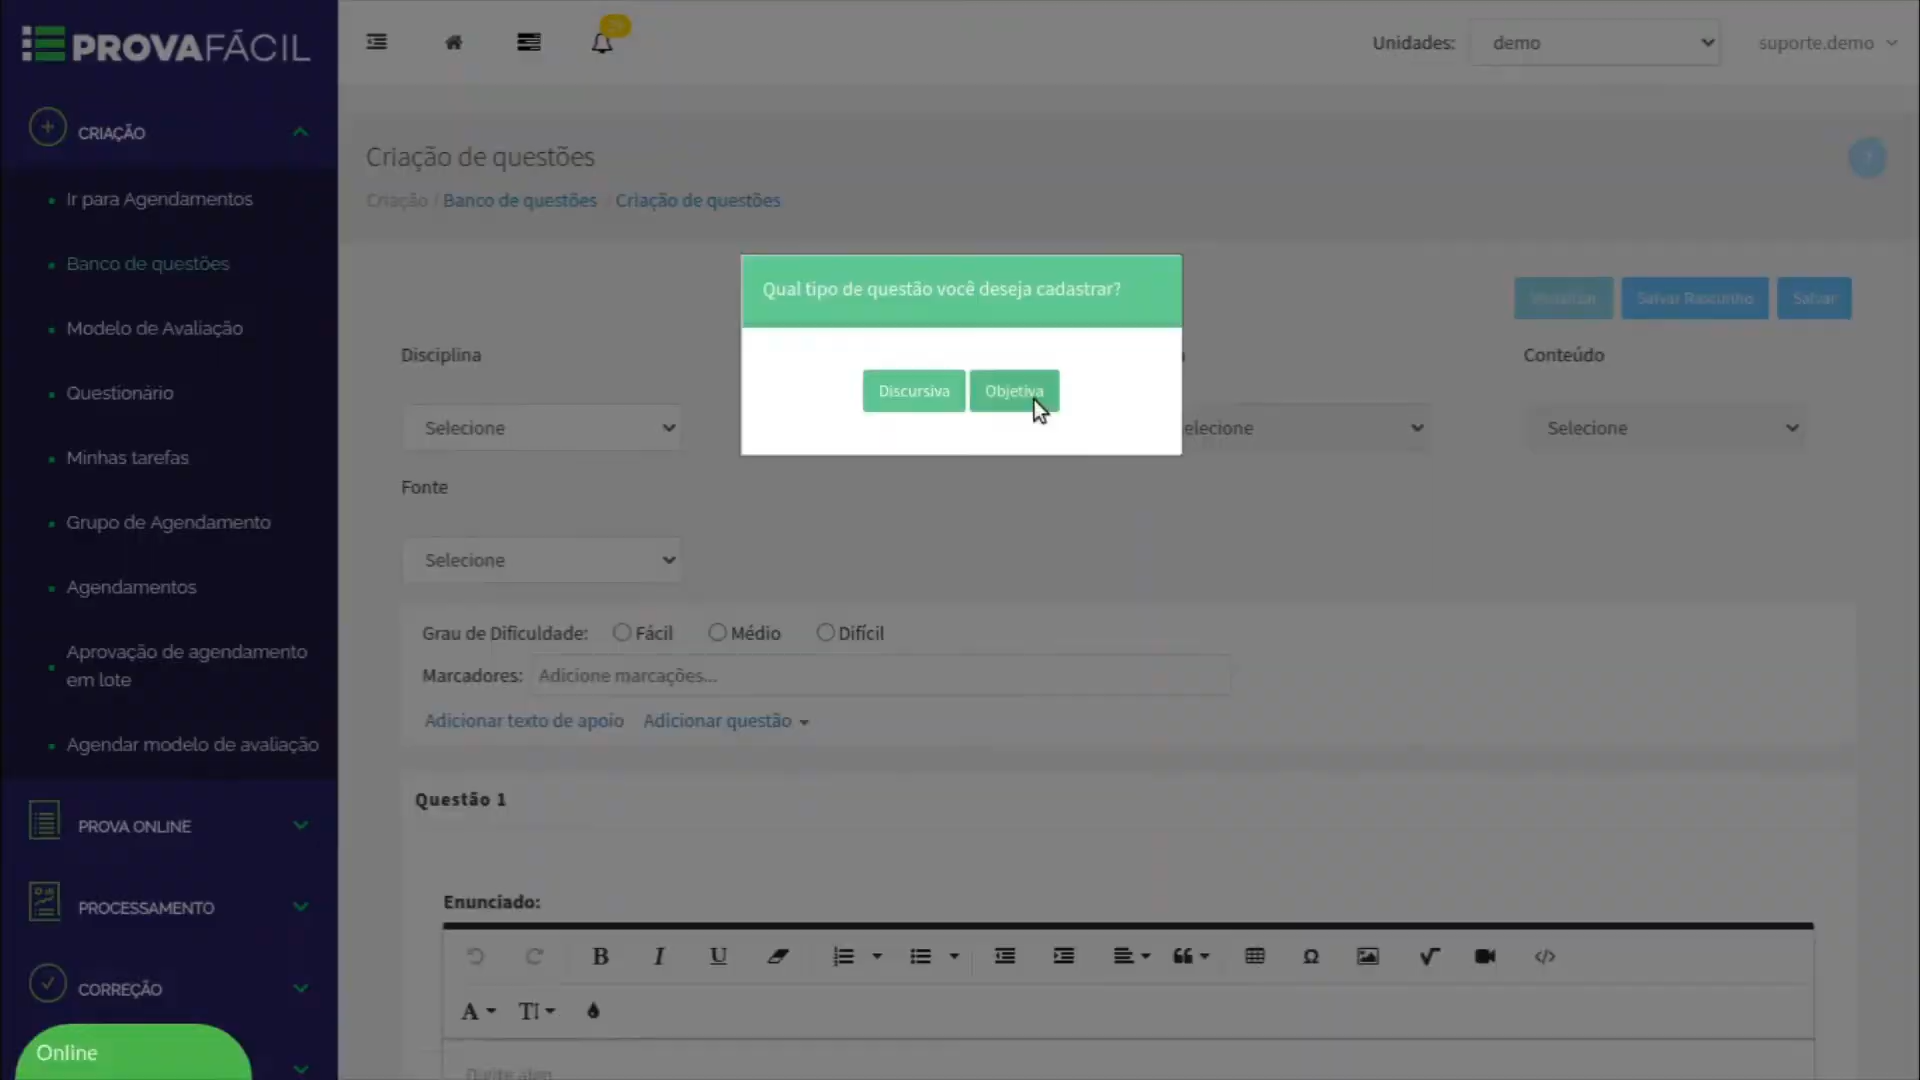 PROVAFÁCIL
Unidades: demo suporte.demo
CRIAÇÃO
Ir para Agendamentos
Banco de questões
Modelo de Avaliação
Questionário
Minhas tarefas
Grupo de Agendamento
Agendamentos
Aprovação de agendamento
em lote
Agendar modelo de avaliação
PROVA ONLINE
PROCESSAMENTO
CORREÇÃO
Online
Criação de questões
Criação / Banco de questões / Criação de questões
Qual tipo de questão você deseja cadastrar?
Discursiva Objetiva
Visualizar Salvar Rascunho Salvar
Disciplina Conteúdo
Selecione elecione Selecione
Fonte
Selecione
Grau de Dificuldade: Fácil Médio Difícil
Marcadores: Adicione marcações...
Adicionar texto de apoio Adicionar questão
Questão 1
Enunciado:
Digite algo